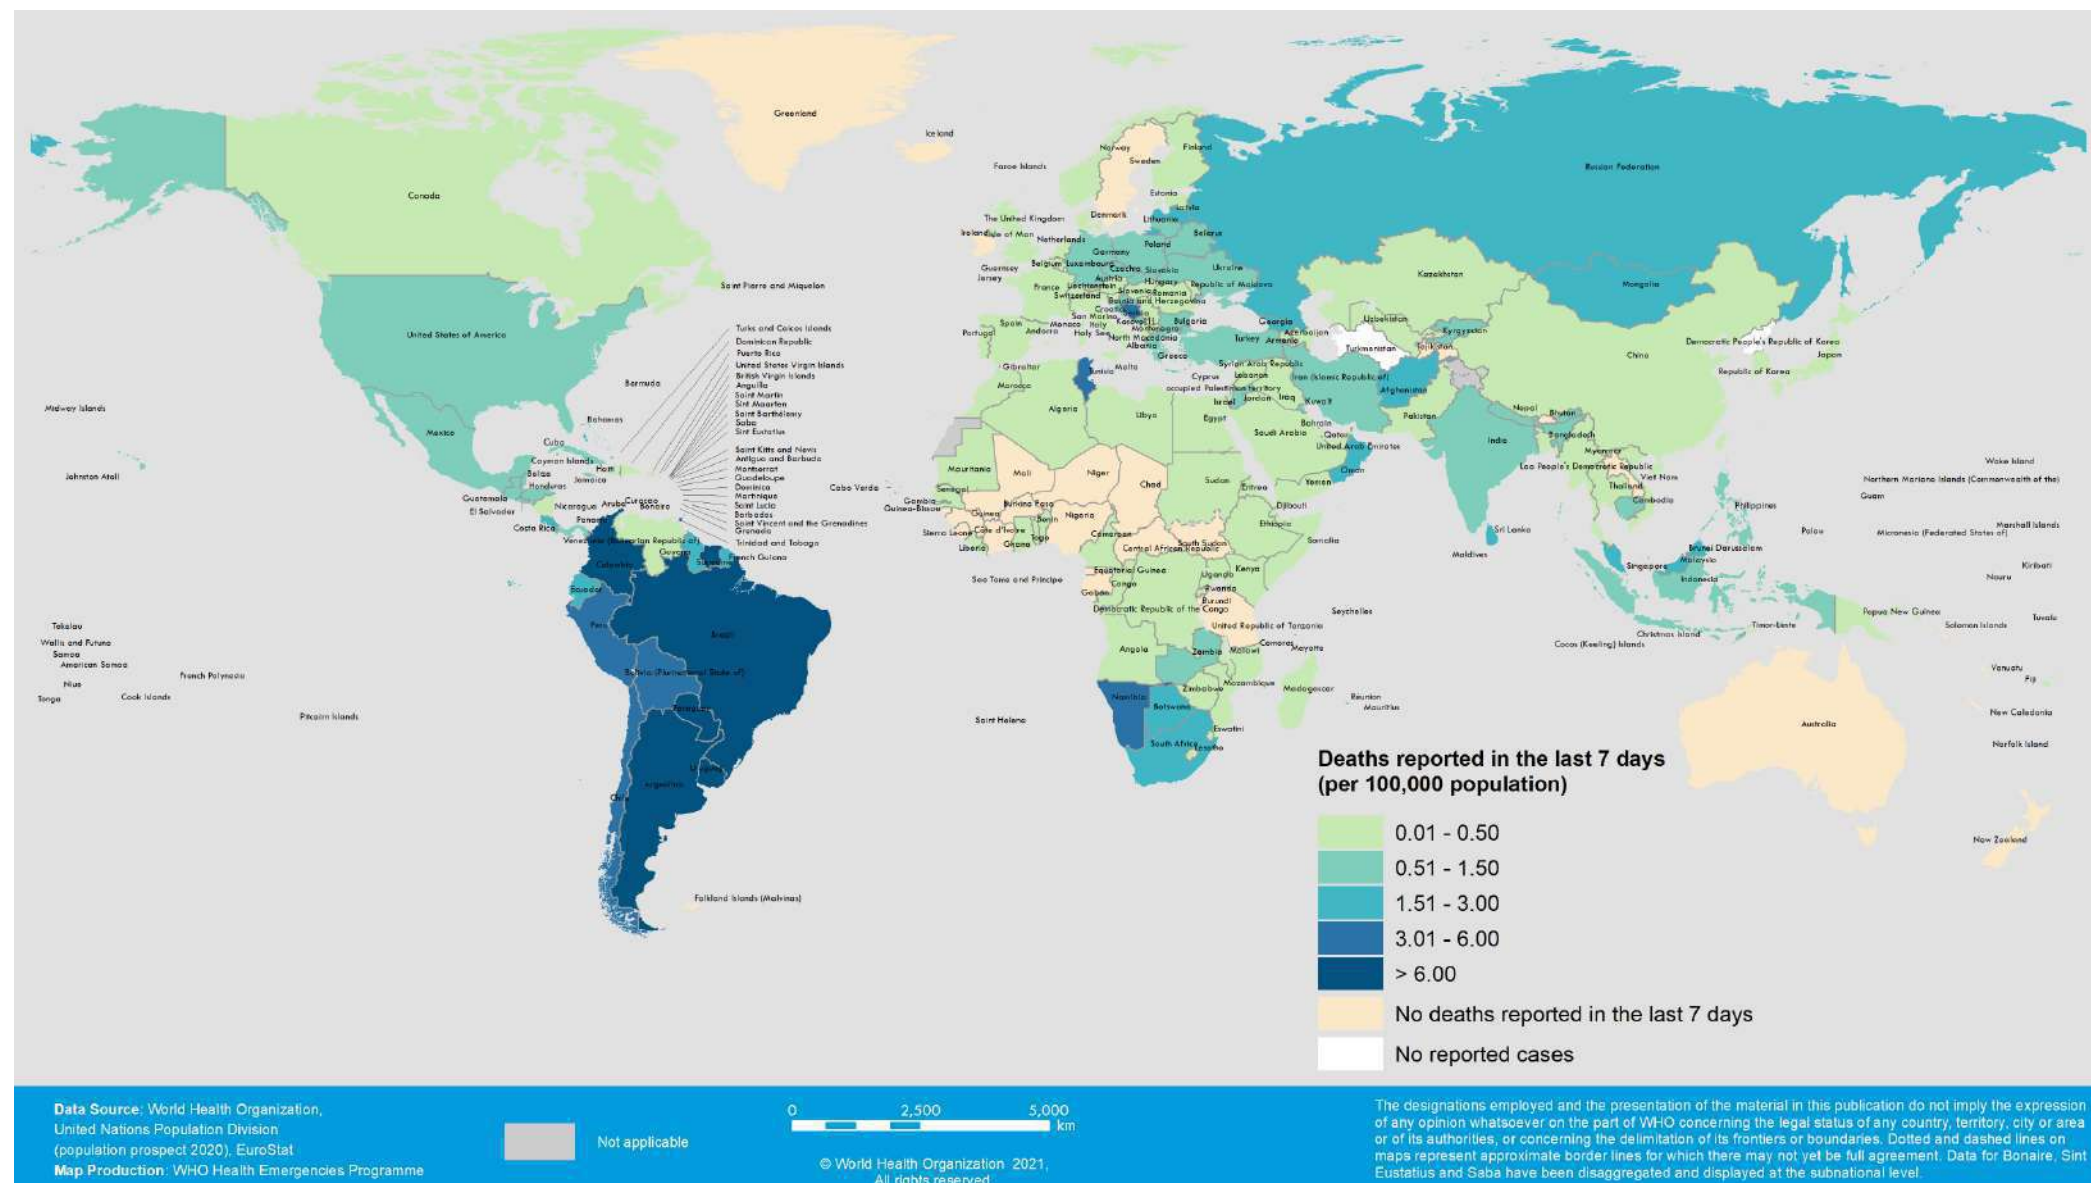 Greenland
Iceland
Faroe Islands
Norway
Sweden
Finland
Russian Federation
Canada
Estonia
Latvia
Lithuania
Denmark
The United Kingdom
Ireland
Isle of Man
Netherlands
Belarus
Poland
Germany
Guernsey
Jersey
Belgium
Luxembourg
Czechia
Slovakia
Ukraine
Austria
France
Liechtenstein
Hungary
Republic of Moldova
Switzerland
Slovenia
Romania
Bosnia and Herzegovina
Croatia
Serbia
San Marino
Monaco
Italy
Kosovo[1]
Bulgaria
Spain
Andorra
Portugal
Holy See
Montenegro
North Macedonia
Albania
Greece
Georgia
Azerbaijan
Turkey
Armenia
Kazakhstan
Mongolia
Uzbekistan
Kyrgyzstan
Turkmenistan
Tajikistan
China
Democratic People's Republic of Korea
Japan
Republic of Korea
Saint Pierre and Miquelon
United States of America
Bermuda
Turks and Caicos Islands
Dominican Republic
Puerto Rico
United States Virgin Islands
British Virgin Islands
Anguilla
Saint Martin
Sint Maarten
Saint Barthélemy
Saba
Sint Eustatius
Saint Kitts and Nevis
Antigua and Barbuda
Montserrat
Guadeloupe
Dominica
Martinique
Saint Lucia
Barbados
Saint Vincent and the Grenadines
Grenada
Trinidad and Tobago
Midway Islands
Johnston Atoll
Mexico
Bahamas
Cuba
Cayman Islands
Haiti
Belize
Jamaica
Honduras
Guatemala
El Salvador
Nicaragua
Aruba
Curaçao
Bonaire
Costa Rica
Panama
Venezuela (Bolivarian Republic of)
Guyana
Suriname
French Guiana
Colombia
Ecuador
Peru
Brazil
Bolivia (Plurinational State of)
Paraguay
Uruguay
Argentina
Chile
Falkland Islands (Malvinas)
Gibraltar
Tunisia
Malta
Morocco
Algeria
Libya
Egypt
Cyprus
Syrian Arab Republic
Lebanon
occupied Palestinian territory
Israel
Jordan
Iraq
Iran (Islamic Republic of)
Kuwait
Afghanistan
Pakistan
Bahrain
Qatar
Saudi Arabia
United Arab Emirates
Oman
Yemen
Nepal
Bhutan
India
Bangladesh
Myanmar
Lao People's Democratic Republic
Thailand
Viet Nam
Cambodia
Philippines
Sri Lanka
Maldives
Brunei Darussalam
Malaysia
Singapore
Indonesia
Cabo Verde
Mauritania
Mali
Niger
Chad
Sudan
Eritrea
Senegal
Gambia
Guinea-Bissau
Guinea
Burkina Faso
Benin
Nigeria
Djibouti
Ethiopia
Somalia
Sierra Leone
Côte d'Ivoire
Liberia
Ghana
Togo
Cameroon
Central African Republic
South Sudan
Sao Tome and Principe
Equatorial Guinea
Gabon
Congo
Uganda
Kenya
Rwanda
Burundi
Democratic Republic of the Congo
United Republic of Tanzania
Seychelles
Angola
Zambia
Malawi
Comoros
Mayotte
Mozambique
Zimbabwe
Madagascar
Namibia
Botswana
Réunion
Mauritius
Eswatini
South Africa
Lesotho
Saint Helena
Wake Island
Northern Mariana Islands (Commonwealth of the)
Guam
Marshall Islands
Palau
Micronesia (Federated States of)
Kiribati
Nauru
Papua New Guinea
Solomon Islands
Tuvalu
Timor-Leste
Christmas Island
Cocos (Keeling) Islands
Vanuatu
Fiji
New Caledonia
Norfolk Island
Australia
New Zealand
Tokelau
Wallis and Futuna
Samoa
American Samoa
Niue
Tonga
Cook Islands
French Polynesia
Pitcairn Islands
Deaths reported in the last 7 days
(per 100,000 population)
0.01 - 0.50
0.51 - 1.50
1.51 - 3.00
3.01 - 6.00
> 6.00
No deaths reported in the last 7 days
No reported cases
Data Source: World Health Organization,
United Nations Population Division
(population prospect 2020), EuroStat
Map Production: WHO Health Emergencies Programme
Not applicable
0 2,500 5,000
km
© World Health Organization 2021,
All rights reserved
The designations employed and the presentation of the material in this publication do not imply the expression
of any opinion whatsoever on the part of WHO concerning the legal status of any country, territory, city or area
or of its authorities, or concerning the delimitation of its frontiers or boundaries. Dotted and dashed lines on
maps represent approximate border lines for which there may not yet be full agreement. Data for Bonaire, Sint
Eustatius and Saba have been disaggregated and displayed at the subnational level.